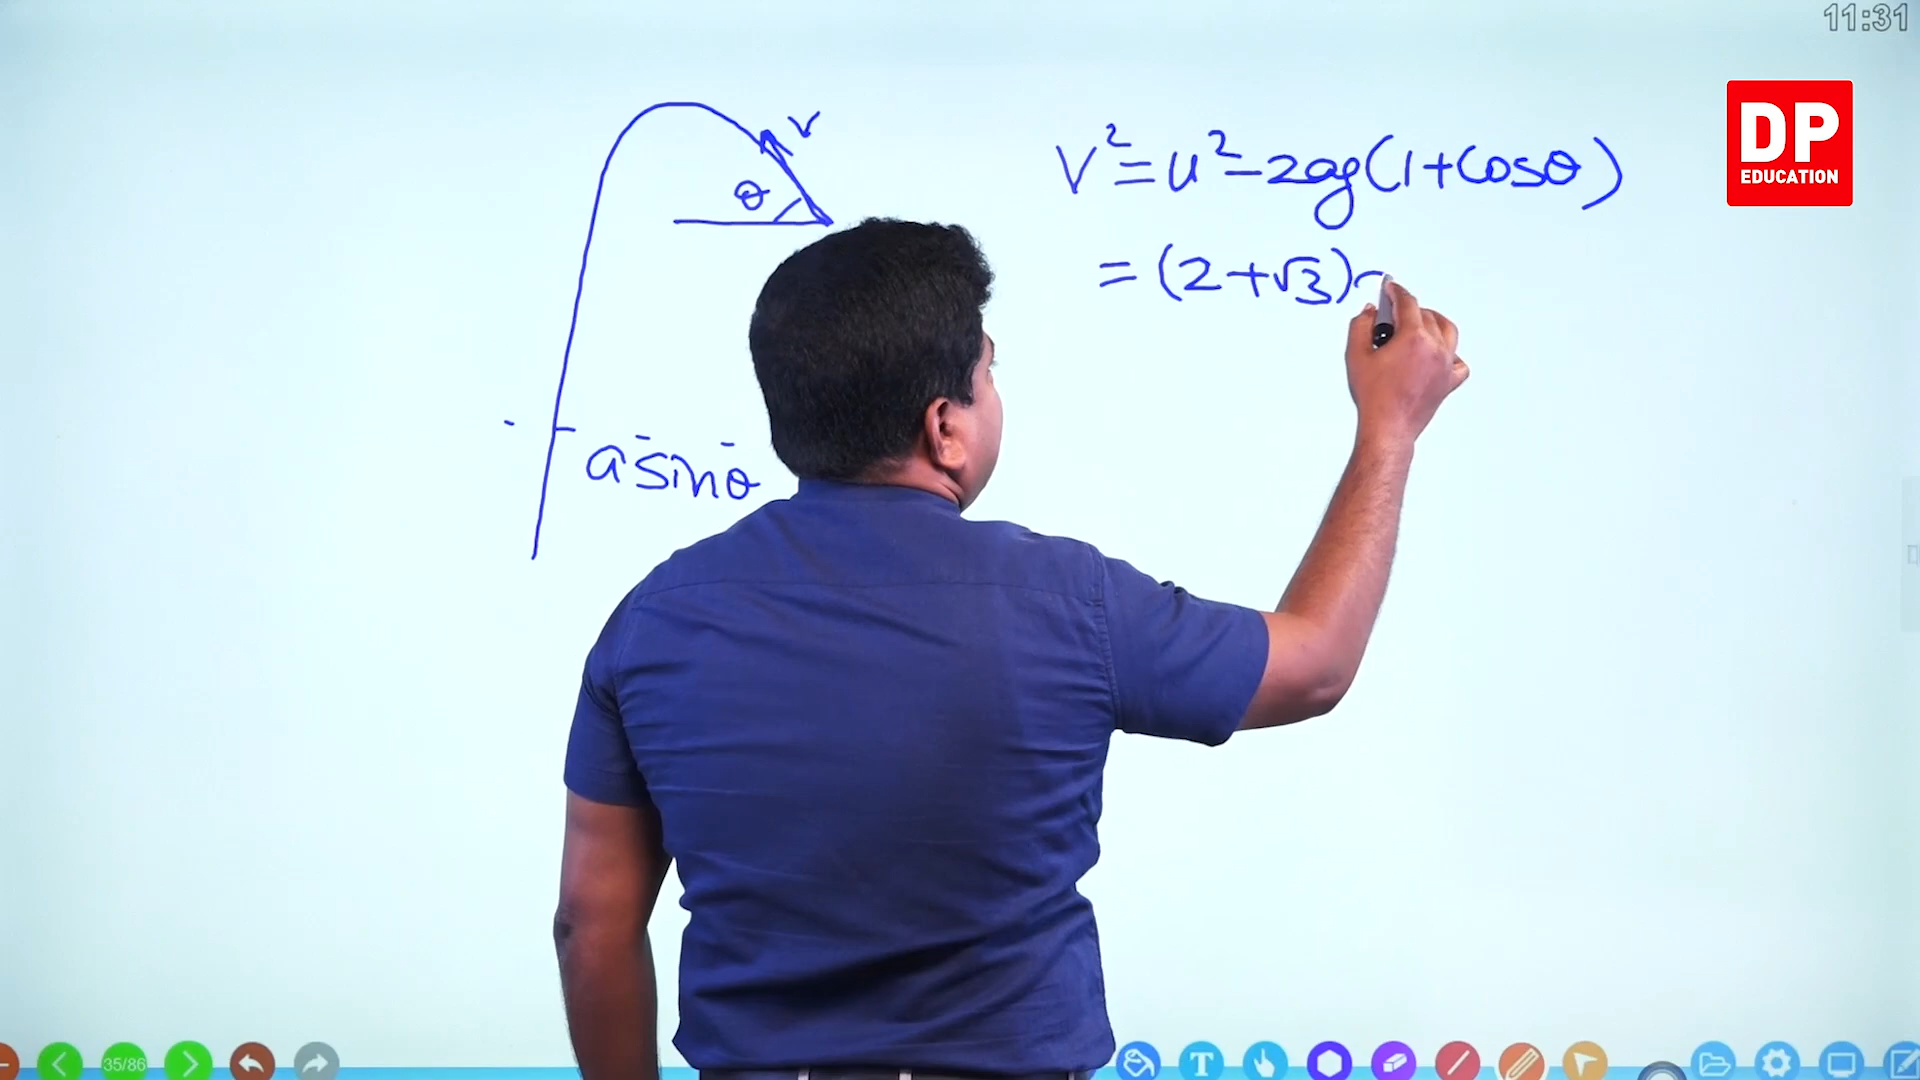 11:31
DP
EDUCATION
V
θ
V² = u² - 2ag(1+cosθ)
= (2+√3)
a sinθ
35/86
T